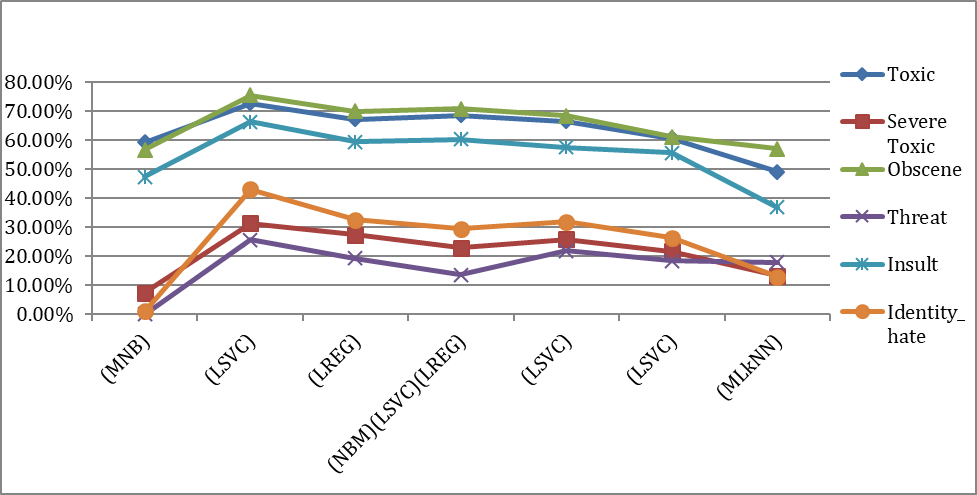 80.00%
70.00%
60.00%
50.00%
40.00%
30.00%
20.00%
10.00%
0.00%
(MNB)
(LSVC)
(LREG)
(NBM)(LSVC)(LREG)
(LSVC)
(LSVC)
(MLkNN)
Toxic
Severe
Toxic
Obscene
Threat
Insult
Identity_
hate